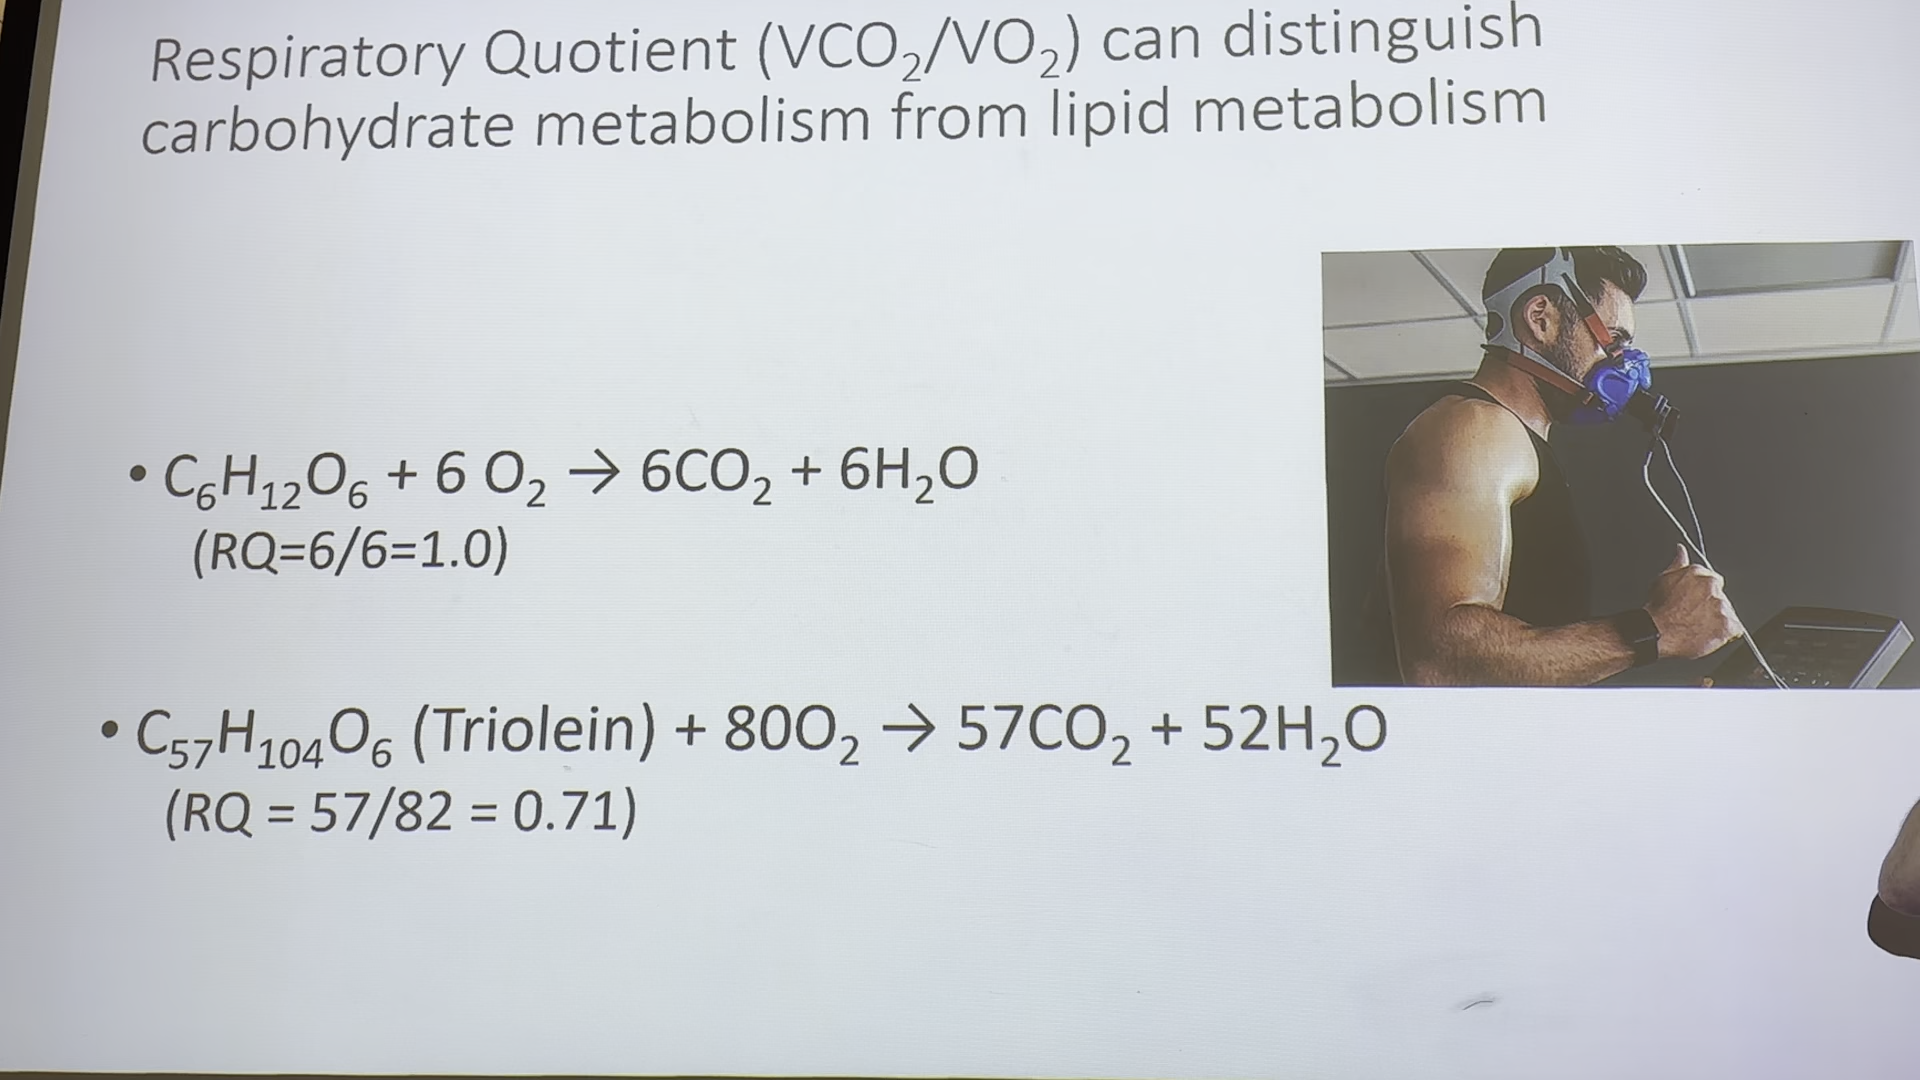 Respiratory Quotient (VCO₂/VO₂) can distinguish
carbohydrate metabolism from lipid metabolism
• C₆H₁₂O₆ + 6 O₂ → 6CO₂ + 6H₂O
(RQ=6/6=1.0)
• C₅₇H₁₀₄O₆ (Triolein) + 80O₂ → 57CO₂ + 52H₂O
(RQ = 57/82 = 0.71)